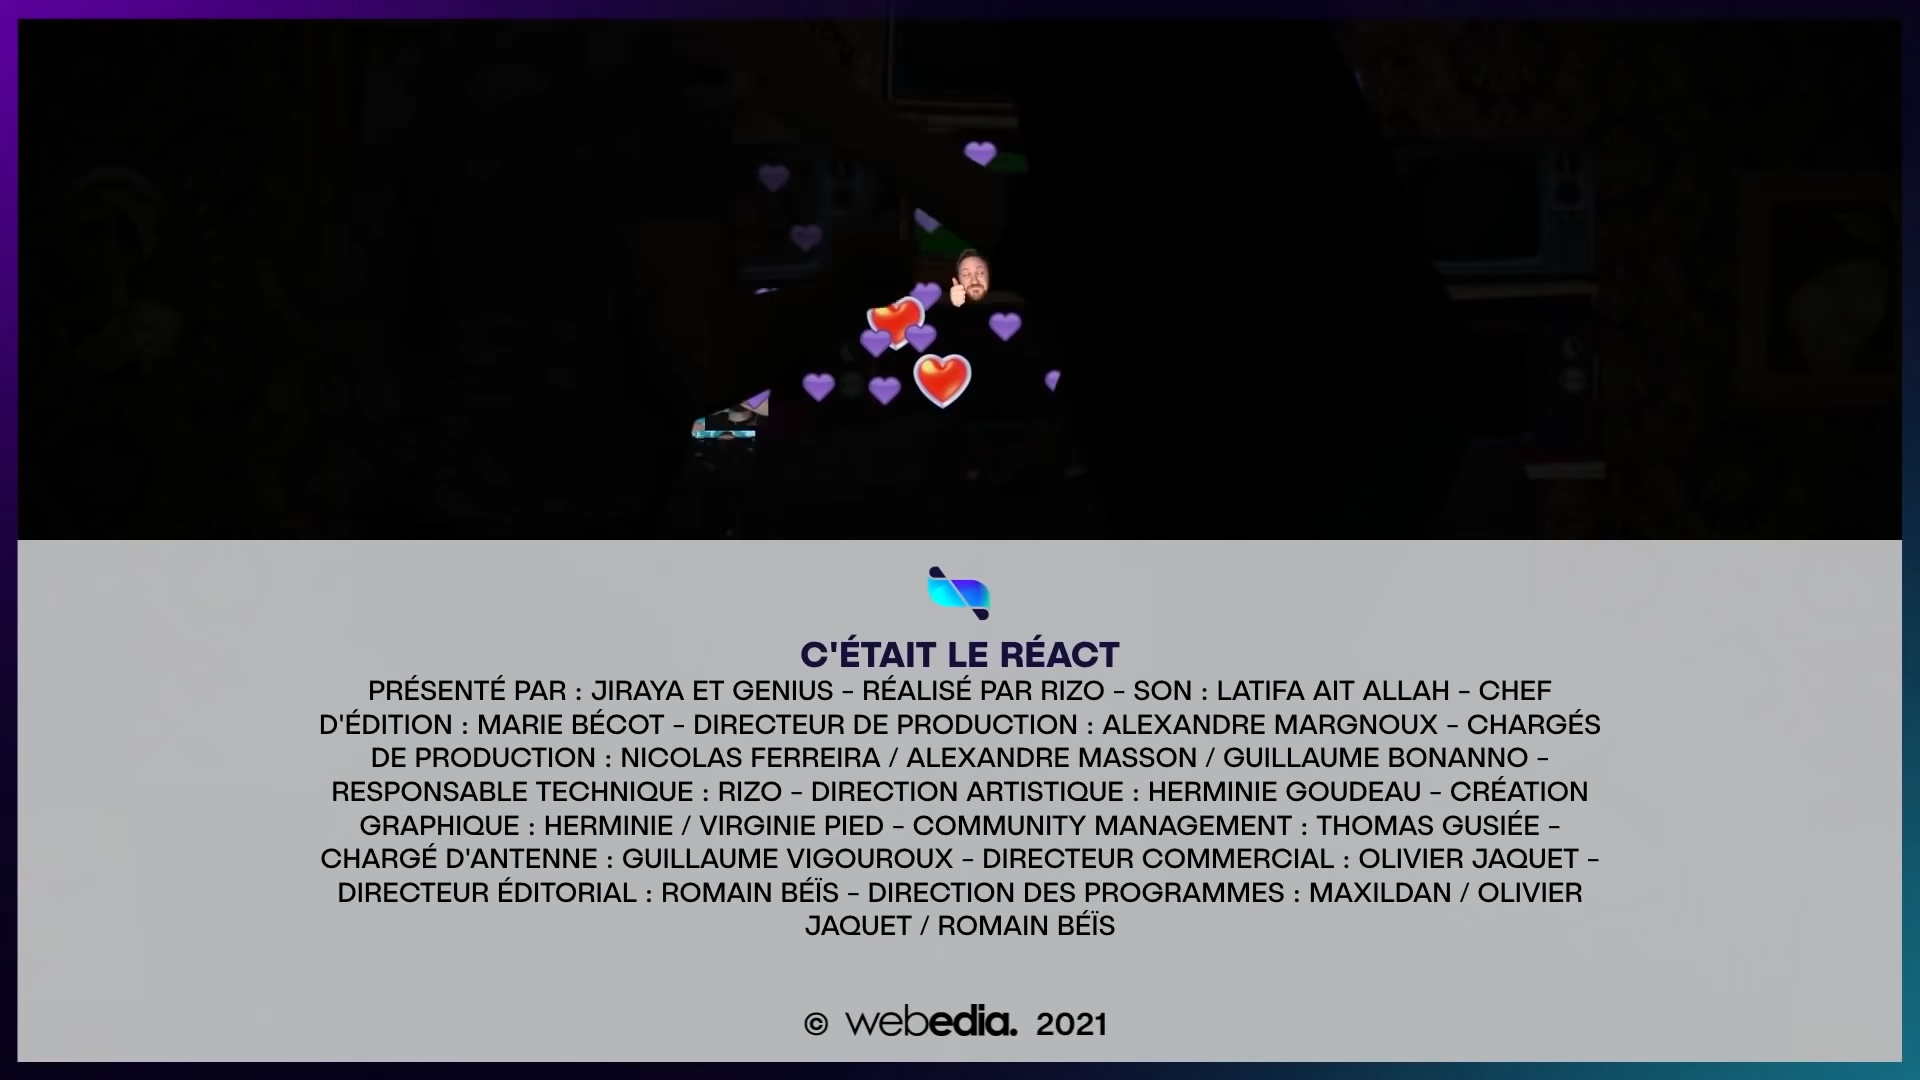 C'ÉTAIT LE RÉACT
PRÉSENTÉ PAR : JIRAYA ET GENIUS – RÉALISÉ PAR RIZO – SON : LATIFA AIT ALLAH – CHEF
D'ÉDITION : MARIE BÉCOT – DIRECTEUR DE PRODUCTION : ALEXANDRE MARGNOUX – CHARGÉS
DE PRODUCTION : NICOLAS FERREIRA / ALEXANDRE MASSON / GUILLAUME BONANNO –
RESPONSABLE TECHNIQUE : RIZO – DIRECTION ARTISTIQUE : HERMINIE GOUDEAU – CRÉATION
GRAPHIQUE : HERMINIE / VIRGINIE PIED – COMMUNITY MANAGEMENT : THOMAS GUSIÉE –
CHARGÉ D'ANTENNE : GUILLAUME VIGOUROUX – DIRECTEUR COMMERCIAL : OLIVIER JAQUET –
DIRECTEUR ÉDITORIAL : ROMAIN BÉÏS – DIRECTION DES PROGRAMMES : MAXILDAN / OLIVIER
JAQUET / ROMAIN BÉÏS
© webedia. 2021